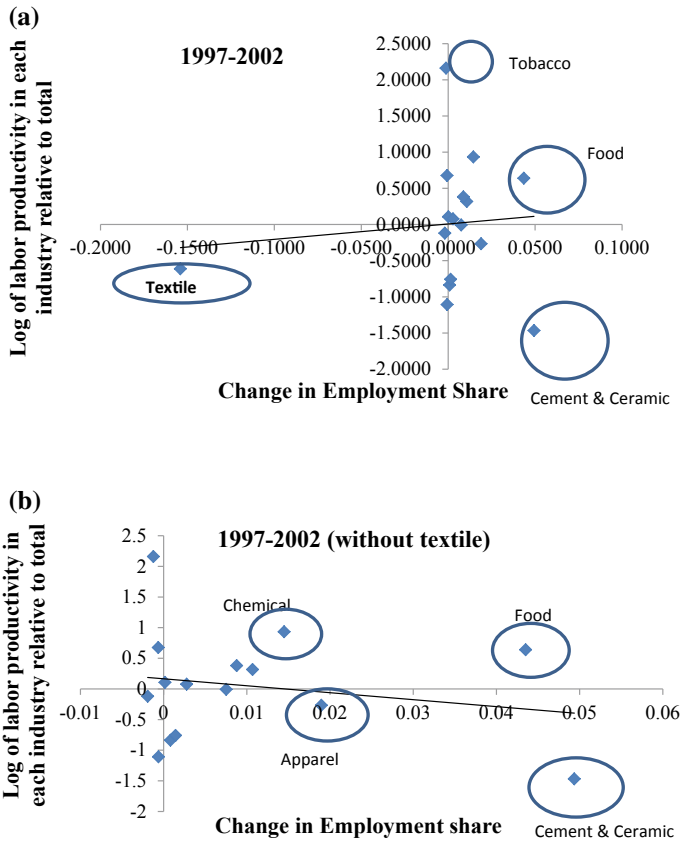 (a)
1997-2002
Log of labor productivity in each
industry relative to total
2.5000
2.0000
1.5000
1.0000
0.5000
0.0000
-0.5000
-1.0000
-1.5000
-2.0000
-0.2000
-0.1500
-0.1000
-0.0500
0.0000
0.0500
0.1000
Tobacco
Food
Textile
Cement & Ceramic
Change in Employment Share
(b)
1997-2002 (without textile)
Log of labor productivity in
each industry relative to total
2.5
2
1.5
1
0.5
0
-0.5
-1
-1.5
-2
-0.01
0
0.01
0.02
0.03
0.04
0.05
0.06
Chemical
Food
Apparel
Cement & Ceramic
Change in Employment share